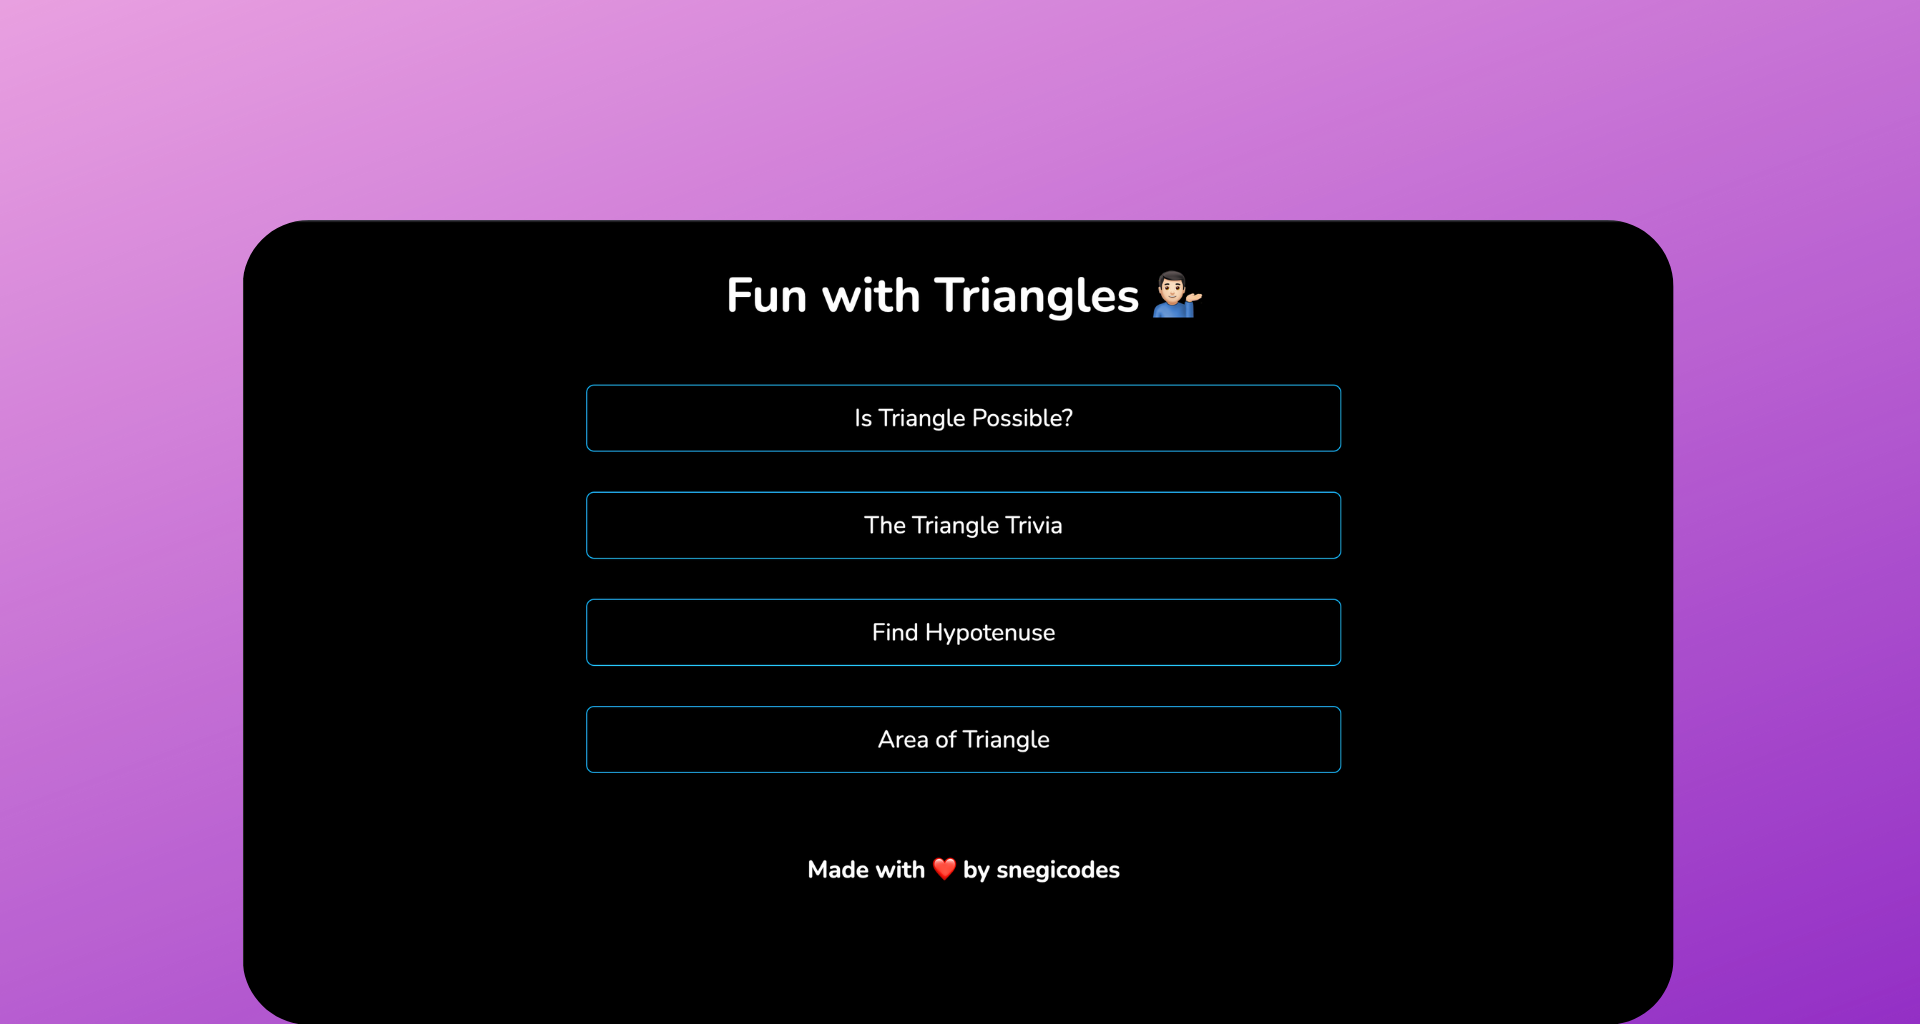 Fun with Triangles 💁🏻‍♂️
Is Triangle Possible?
The Triangle Trivia
Find Hypotenuse
Area of Triangle
Made with ❤️ by snegicodes